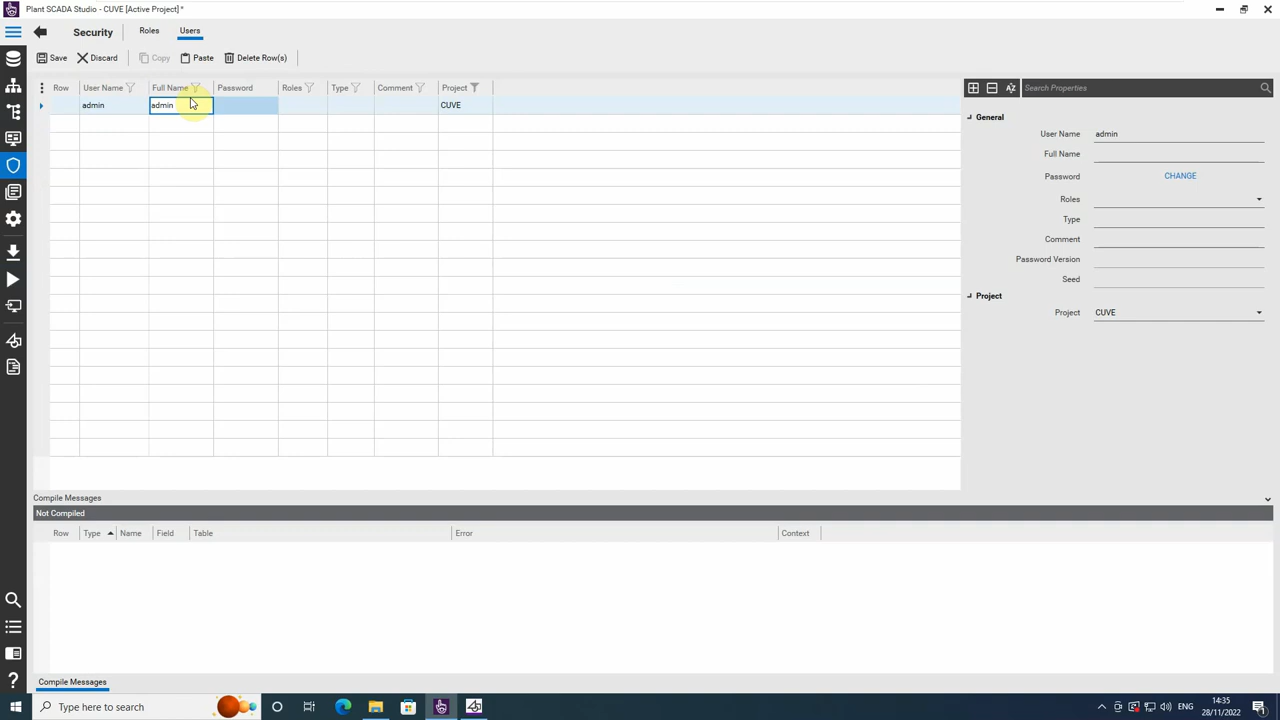 Plant SCADA Studio - CUVE [Active Project] *
Security Roles Users
Save Discard Copy Paste Delete Row(s)
Row User Name Full Name Password Roles Type Comment Project
admin admin CUVE
Search Properties
General
User Name admin
Full Name
Password CHANGE
Roles
Type
Comment
Password Version
Seed
Project
Project CUVE
Compile Messages
Not Compiled
Row Type Name Field Table Error Context
Compile Messages
Type here to search
ENG
14:35
28/11/2022